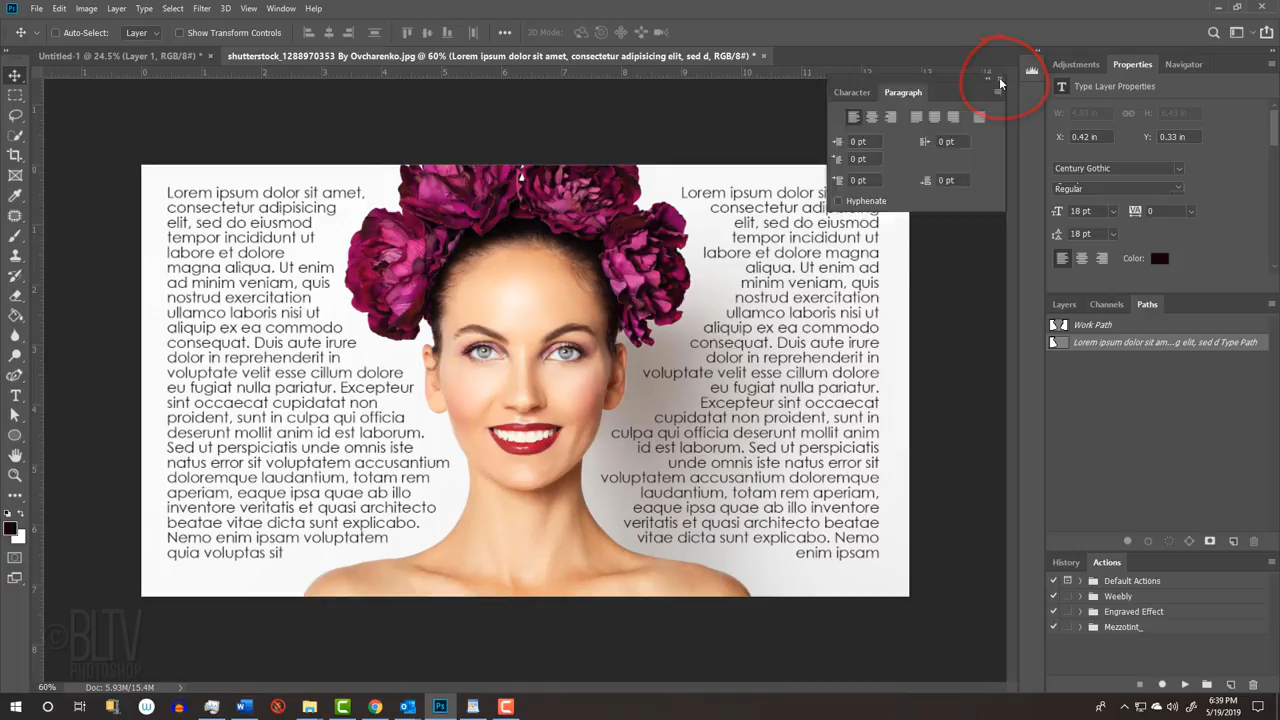 Ps File Edit Image Layer Type Select Filter 3D View Window Help
Auto-Select: Layer Show Transform Controls 3D Mode:
Untitled-1 @ 24.5% (Layer 1, RGB/8#) * × shutterstock_1288970353 By Ovcharenko.jpg @ 60% (Lorem ipsum dolor sit amet, consectetur adipisicing elit, sed d, RGB/8#) * ×
Adjustments Properties Navigator
T Type Layer Properties
W: 4.83 in H: 6.43 in
X: 0.42 in Y: 0.33 in
Century Gothic
Regular
18 pt 0
18 pt
Color:
Character Paragraph
0 pt 0 pt
0 pt
0 pt 0 pt
Hyphenate
Lorem ipsum dolor sit amet,
consectetur adipisicing
elit, sed do eiusmod
tempor incididunt ut
labore et dolore
magna aliqua. Ut enim
ad minim veniam, quis
nostrud exercitation
ullamco laboris nisi ut
aliquip ex ea commodo
consequat. Duis aute irure
dolor in reprehenderit in
voluptate velit esse cillum dolore
eu fugiat nulla pariatur. Excepteur
sint occaecat cupidatat non
proident, sunt in culpa qui officia
deserunt mollit anim id est laborum.
Sed ut perspiciatis unde omnis iste
natus error sit voluptatem accusantium
doloremque laudantium, totam rem
aperiam, eaque ipsa quae ab illo
inventore veritatis et quasi architecto
beatae vitae dicta sunt explicabo.
Nemo enim ipsam voluptatem
quia voluptas sit
Lorem ipsum dolor sit
consectetur
elit, sed do eiusmod
tempor incididunt ut
labore et dolore magna
aliqua. Ut enim ad
minim veniam, quis
nostrud exercitation
ullamco laboris nisi ut
aliquip ex ea commodo
consequat. Duis aute irure
dolor in reprehenderit in
voluptate velit esse cillum dolore
eu fugiat nulla pariatur.
Excepteur sint occaecat
cupidatat non proident, sunt in
culpa qui officia deserunt mollit anim
id est laborum. Sed ut perspiciatis
unde omnis iste natus error sit
voluptatem accusantium doloremque
laudantium, totam rem aperiam,
eaque ipsa quae ab illo inventore
veritatis et quasi architecto beatae
vitae dicta sunt explicabo. Nemo
enim ipsam
Layers Channels Paths
Work Path
Lorem ipsum dolor sit am...g elit, sed d Type Path
History Actions
Default Actions
Weebly
Engraved Effect
Mezzotint_
© BLTV
PHOTOSHOP
60% Doc: 5.93M/15.4M
6:39 PM
5/19/2019